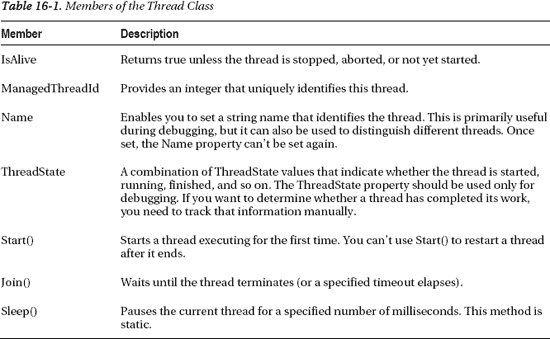 Table 16-1. Members of the Thread Class
Member Description
IsAlive Returns true unless the thread is stopped, aborted, or not yet started.
ManagedThreadId Provides an integer that uniquely identifies this thread.
Name Enables you to set a string name that identifies the thread. This is primarily useful
during debugging, but it can also be used to distinguish different threads. Once
set, the Name property can't be set again.
ThreadState A combination of ThreadState values that indicate whether the thread is started,
running, finished, and so on. The ThreadState property should be used only for
debugging. If you want to determine whether a thread has completed its work,
you need to track that information manually.
Start() Starts a thread executing for the first time. You can't use Start() to restart a thread
after it ends.
Join() Waits until the thread terminates (or a specified timeout elapses).
Sleep() Pauses the current thread for a specified number of milliseconds. This method is
static.